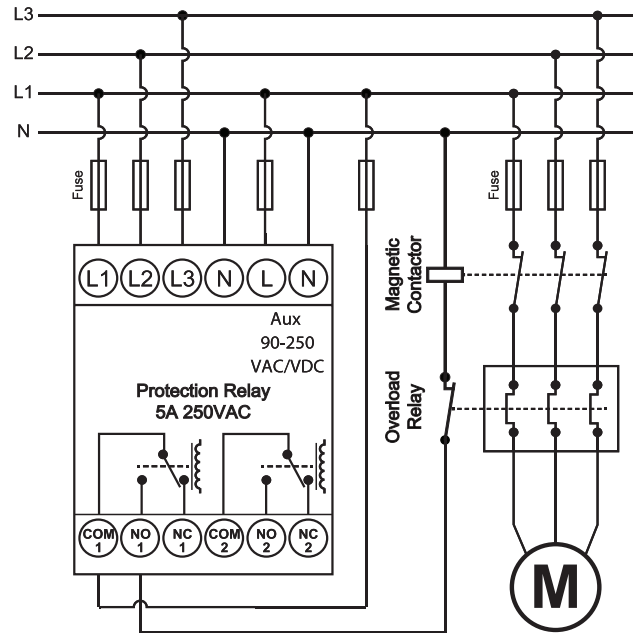 L3
L2
L1
N
Fuse
Fuse
L1 L2 L3 N L N
Aux
90-250
VAC/VDC
Magnetic
Contactor
Protection Relay
5A 250VAC
Overload
Relay
COM
1
NO
1
NC
1
COM
2
NO
2
NC
2
M